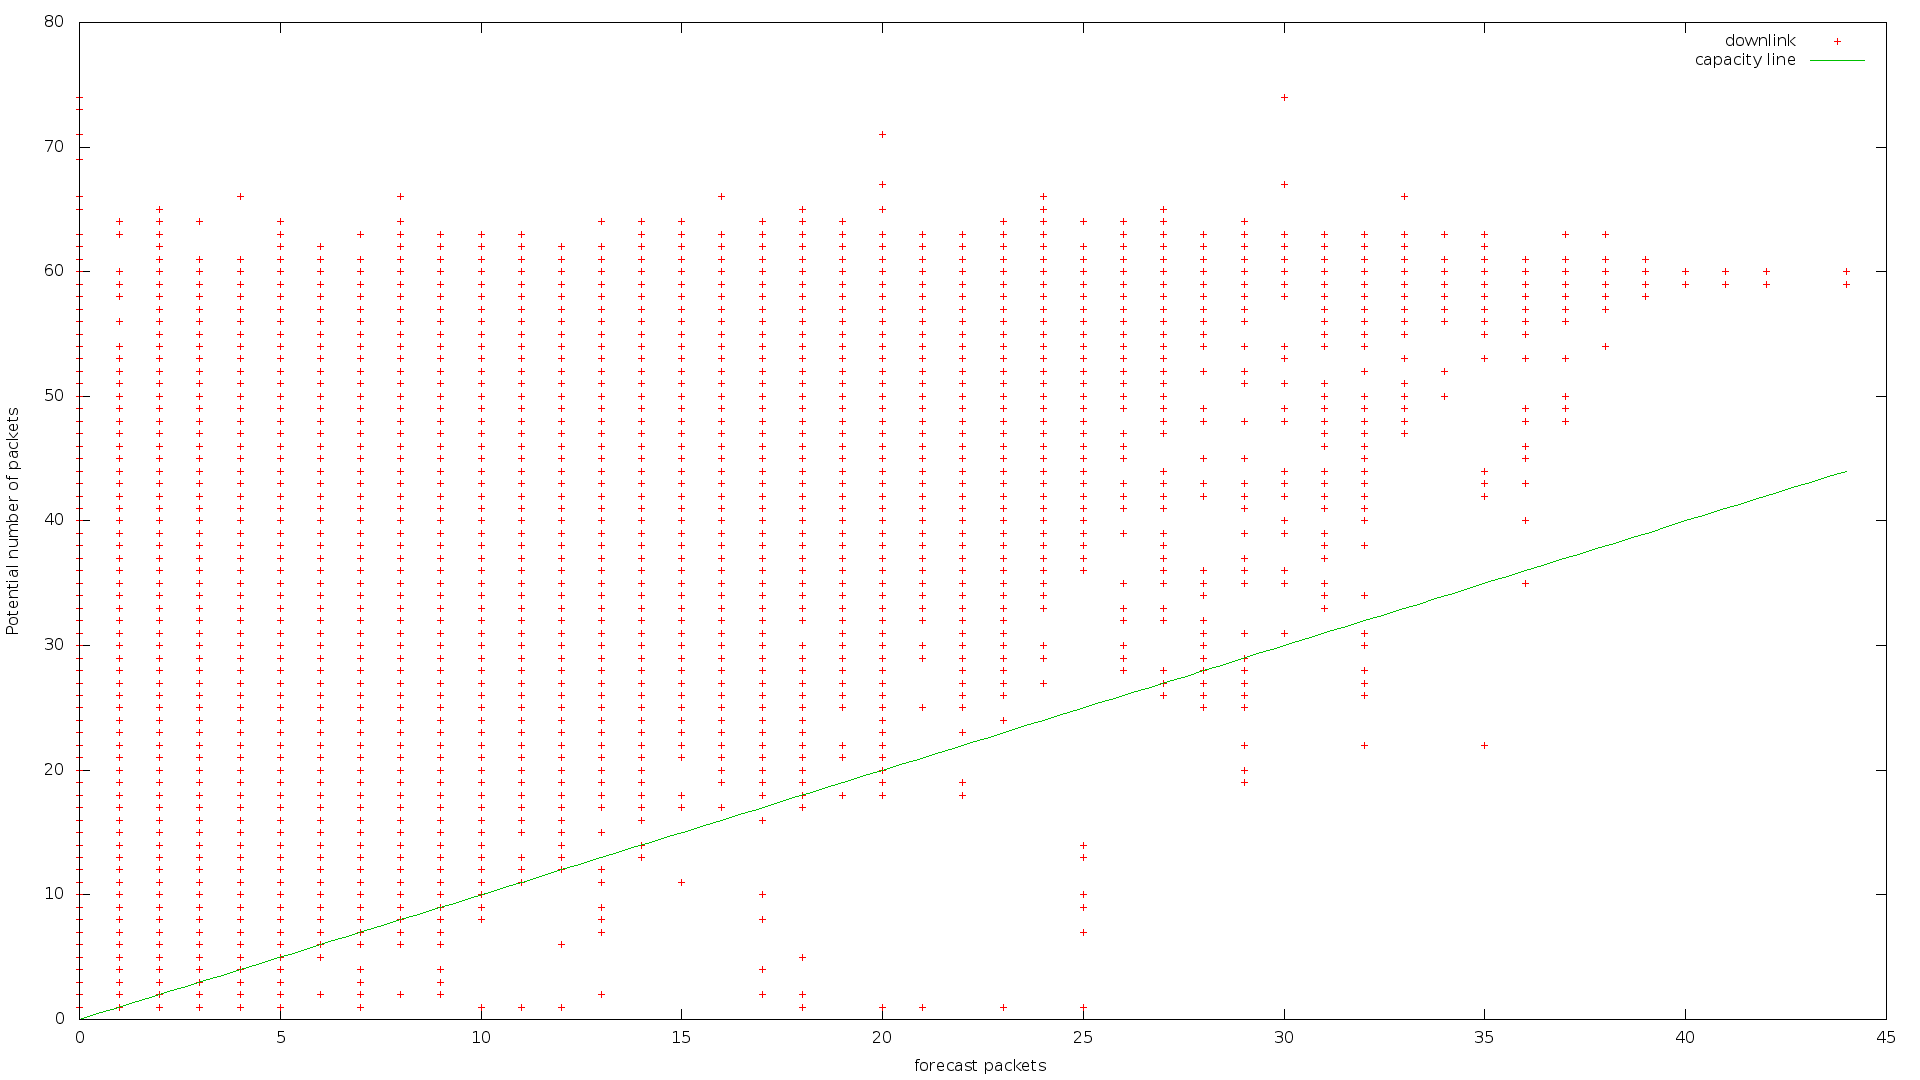 80
70
60
50
40
30
20
10
0
0 5 10 15 20 25 30 35 40 45
Potential number of packets
forecast packets
downlink
capacity line